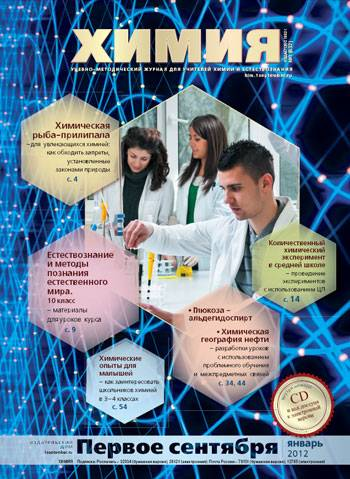 ХИМИЯ
УЧЕБНО-МЕТОДИЧЕСКИЙ ЖУРНАЛ ДЛЯ УЧИТЕЛЕЙ ХИМИИ И ЕСТЕСТВОЗНАНИЯ
him.1september.ru
Химическая
рыба-прилипала
–для увлекающихся химией:
как обходить запреты,
установленные
законами природы
с. 4
Естествознание
и методы
познания
естественного
мира.
10 класс
– материалы
для уроков курса
с. 9
Количественный
химический
эксперимент
в средней школе
– проведение
экспериментов
с использованием ЦЛ
с. 14
• Глюкоза –
альдегидоспирт
• Химическая
география нефти
– разработки уроков
с использованием
проблемного обучения
и межпредметных связей
с. 34, 44
Химические
опыты для
малышей
– как заинтересовать
школьников химией
в 3–4 классах
с. 54
CD
и код доступа
к электронной
версии
ИЗДАТЕЛЬСКИЙ
ДОМ
1september.ru
Первое сентября
январь
2012